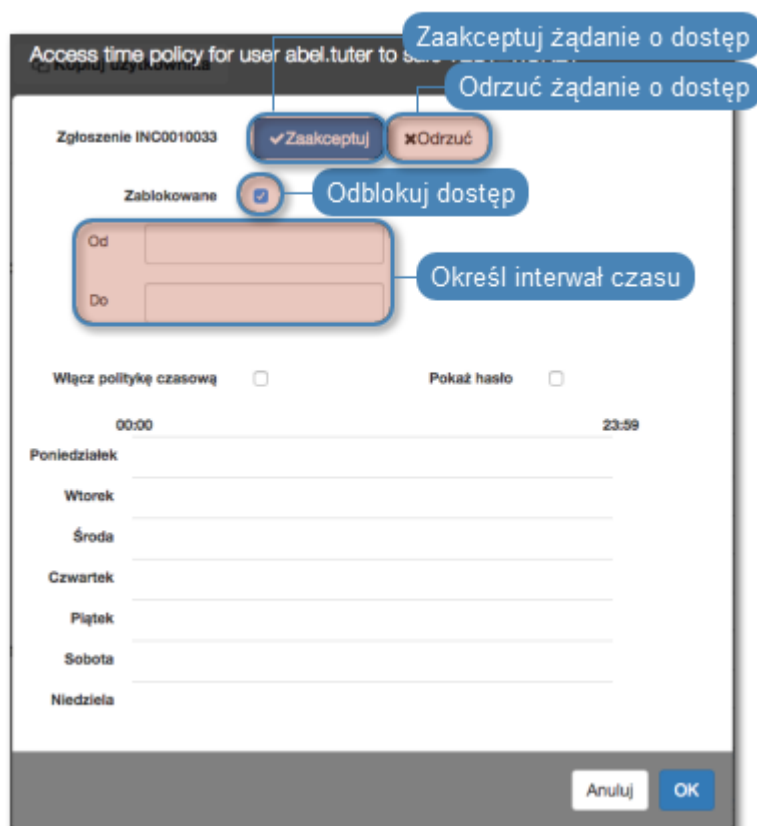 Zaakceptuj żądanie o dostęp
Access time policy for user abel.tuter to
Kopiuj użytkownika
Odrzuć żądanie o dostęp
Zgłoszenie INC0010033 Zaakceptuj Odrzuć
Zablokowane Odblokuj dostęp
Od
Określ interwał czasu
Do
Włącz politykę czasową Pokaż hasło
00:00 23:59
Poniedziałek
Wtorek
Środa
Czwartek
Piątek
Sobota
Niedziela
Anuluj OK